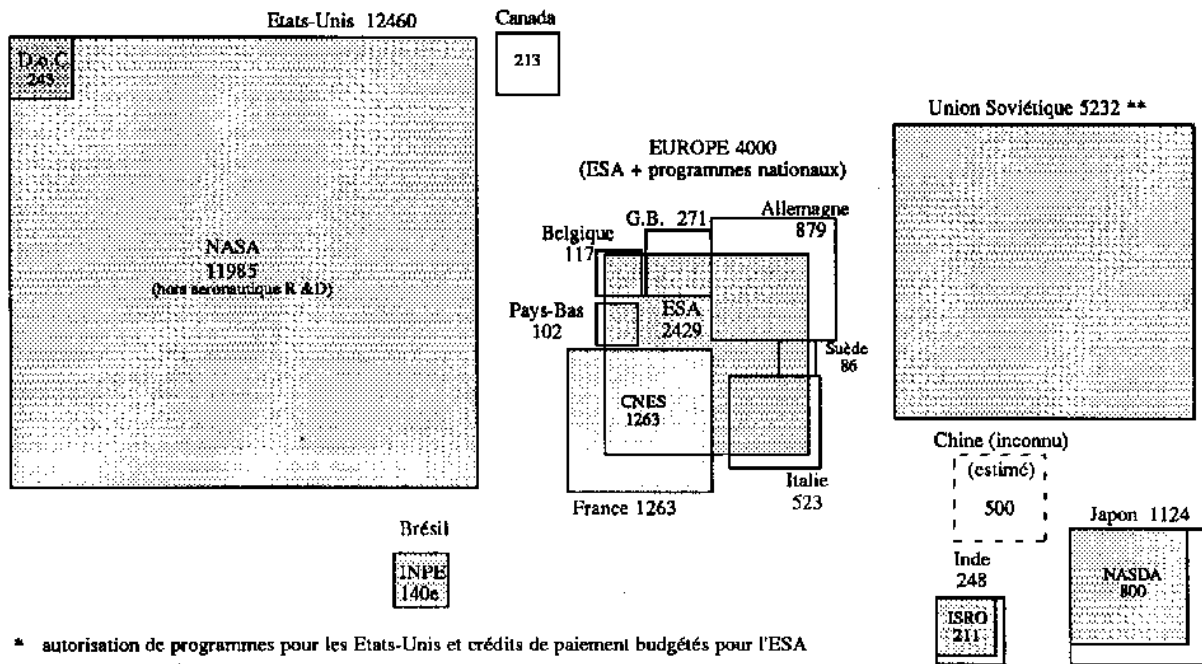 Etats-Unis 12460
Canada
D.o.C
243
213
Union Soviétique 5232 **
EUROPE 4000
(ESA + programmes nationaux)
G.B. 271
Allemagne
879
Belgique
117
NASA
11985
(hors aeronautique R &D)
Pays-Bas
102
ESA
2429
Suède
86
CNES
1263
Italie
523
France 1263
Chine (inconnu)
(estimé)
500
Japon 1124
Brésil
INPE
140e
Inde
248
NASDA
800
ISRO
211
* autorisation de programmes pour les Etats-Unis et crédits de paiement budgétés pour l'ESA